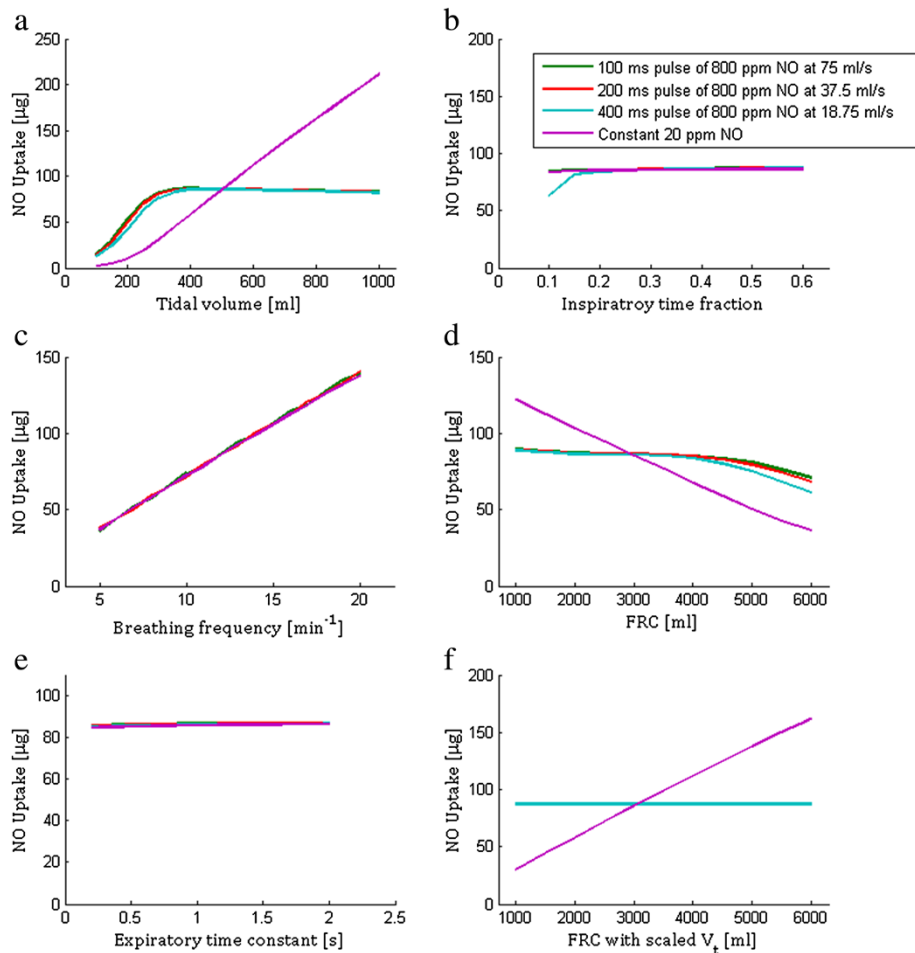 a
250
200
150
100
50
0
NO Uptake [µg]
200 400 600 800 1000
Tidal volume [ml]
b
200
150
100
50
0
NO Uptake [µg]
100 ms pulse of 800 ppm NO at 75 ml/s
200 ms pulse of 800 ppm NO at 37.5 ml/s
400 ms pulse of 800 ppm NO at 18.75 ml/s
Constant 20 ppm NO
0 0.1 0.2 0.3 0.4 0.5 0.6
Inspiratroy time fraction
c
150
100
50
0
NO Uptake [µg]
5 10 15 20
Breathing frequency [min⁻¹]
d
150
100
50
0
NO Uptake [µg]
1000 2000 3000 4000 5000 6000
FRC [ml]
e
100
80
60
40
20
0
NO Uptake [µg]
0 0.5 1 1.5 2 2.5
Expiratory time constant [s]
f
200
150
100
50
0
NO Uptake [µg]
1000 2000 3000 4000 5000 6000
FRC with scaled Vt [ml]